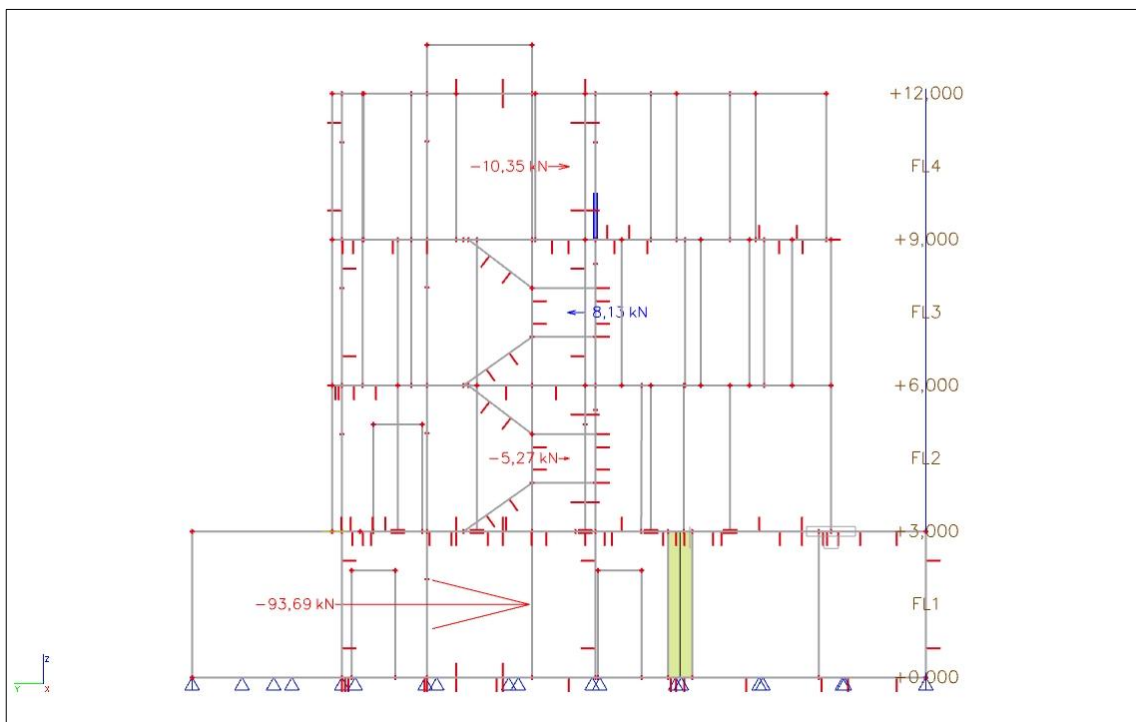 +12,000
-10,35 kN
FL4
+9,000
8,13 kN
FL3
+6,000
-5,27 kN
FL2
+3,000
-93,69 kN
FL1
+0,000
Z
Y
X